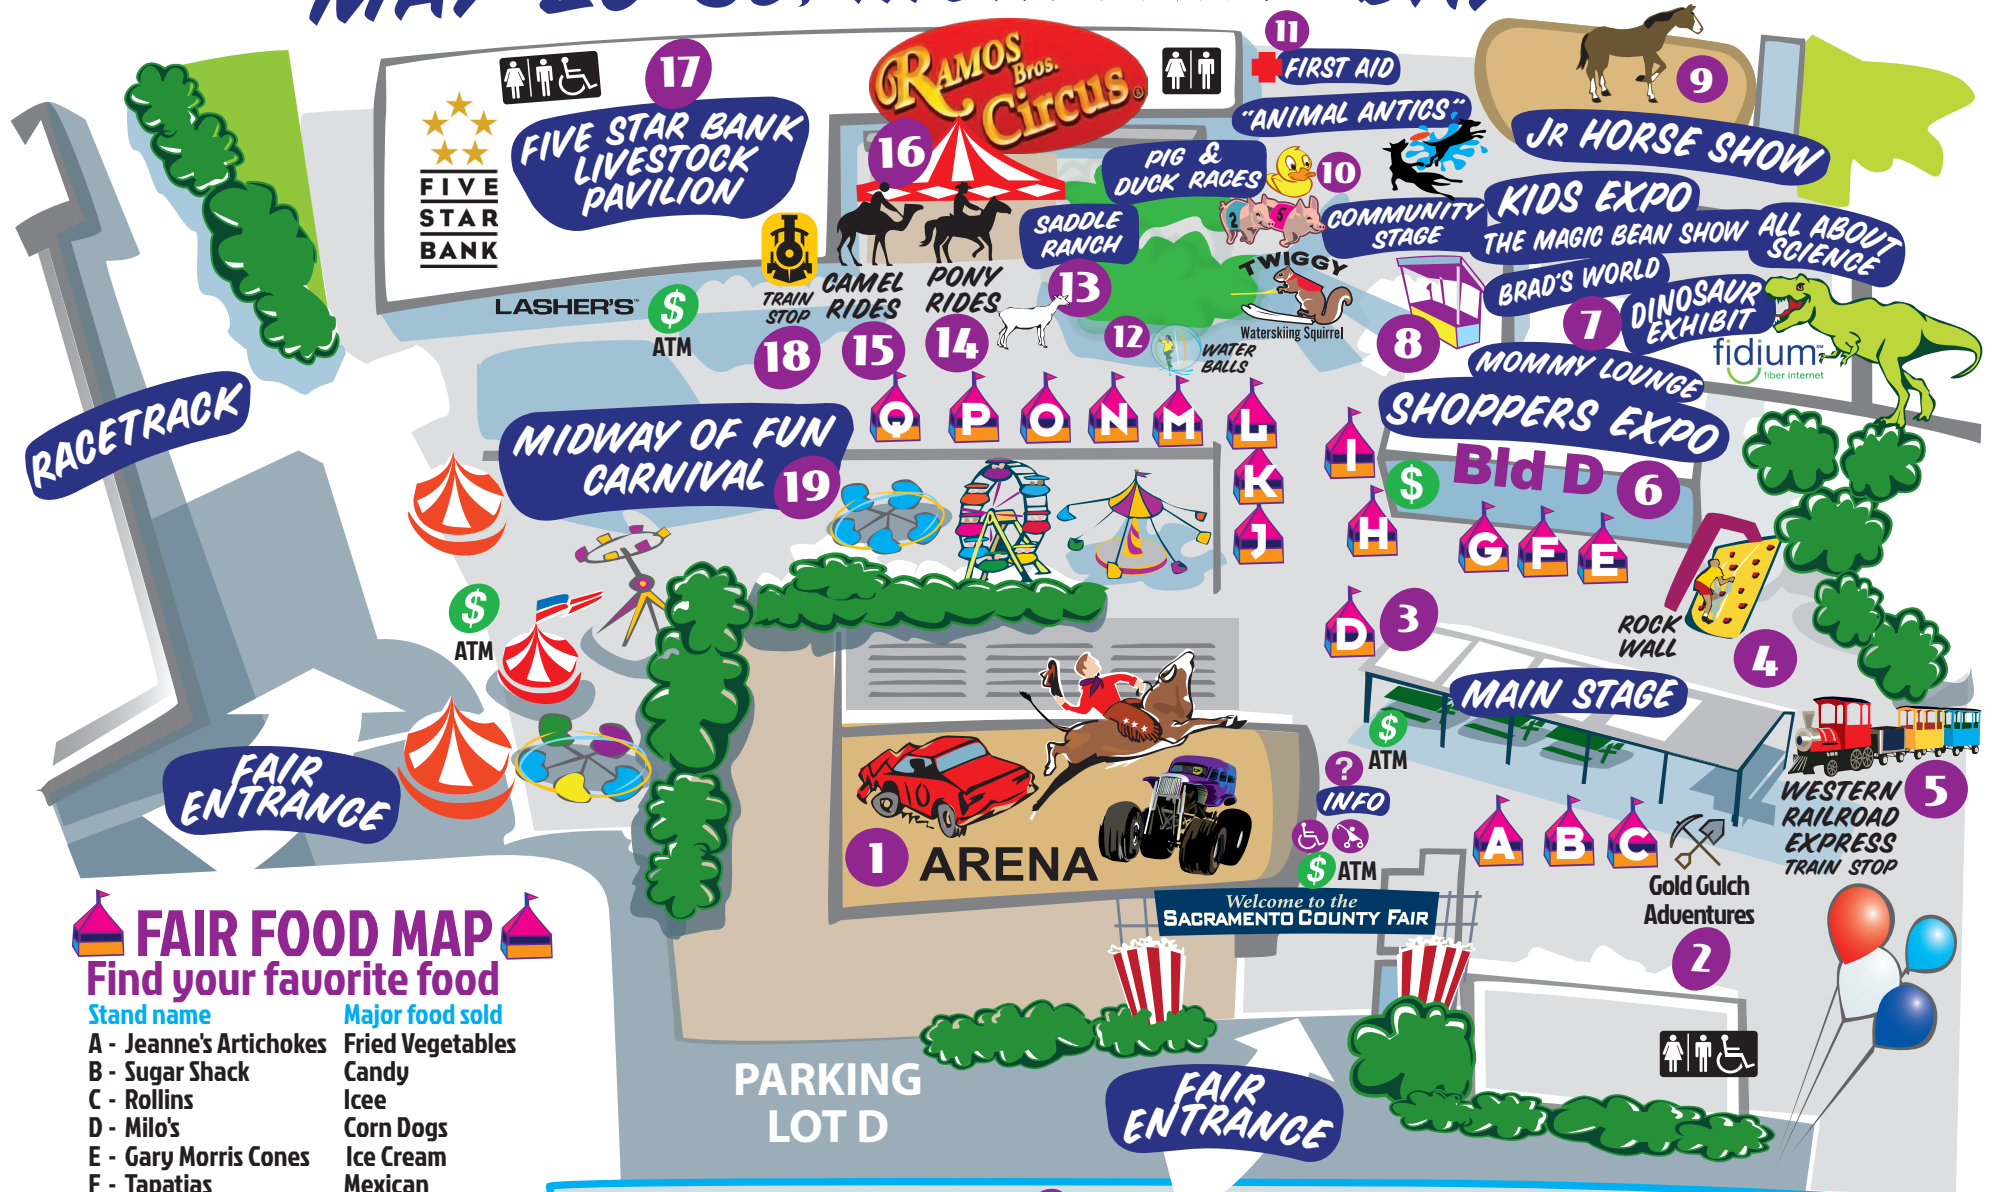 RAMOS
Bros.
Circus
11
FIRST AID
9
17
FIVE STAR BANK
LIVESTOCK
PAVILION
FIVE
STAR
BANK
16
"ANIMAL ANTICS"
JR HORSE SHOW
PIG &
DUCK RACES
10
2
5
COMMUNITY
STAGE
KIDS EXPO
THE MAGIC BEAN SHOW
ALL ABOUT
SCIENCE
SADDLE
RANCH
13
TWIGGY
Waterskiing Squirrel
BRAD'S WORLD
7
DINOSAUR
EXHIBIT
fidium
fiber internet
LASHER'S
$
ATM
TRAIN
STOP
18
CAMEL
RIDES
15
PONY
RIDES
14
12
WATER
BALLS
8
MOMMY LOUNGE
SHOPPERS EXPO
Bld D
6
$
RACETRACK
MIDWAY OF FUN
CARNIVAL
19
Q
P
O
N
M
L
K
J
I
H
G
F
E
D
3
ROCK
WALL
4
$
ATM
MAIN STAGE
$
ATM
?
INFO
$
ATM
WESTERN
RAILROAD
EXPRESS
TRAIN STOP
5
A
B
C
Gold Gulch
Adventures
2
1
ARENA
Welcome to the
SACRAMENTO COUNTY FAIR
FAIR
ENTRANCE
PARKING
LOT D
FAIR
ENTRANCE
FAIR FOOD MAP
Find your favorite food
Stand name Major food sold
A - Jeanne's Artichokes Fried Vegetables
B - Sugar Shack Candy
C - Rollins Icee
D - Milo's Corn Dogs
E - Gary Morris Cones Ice Cream
F - Tapatias Mexican